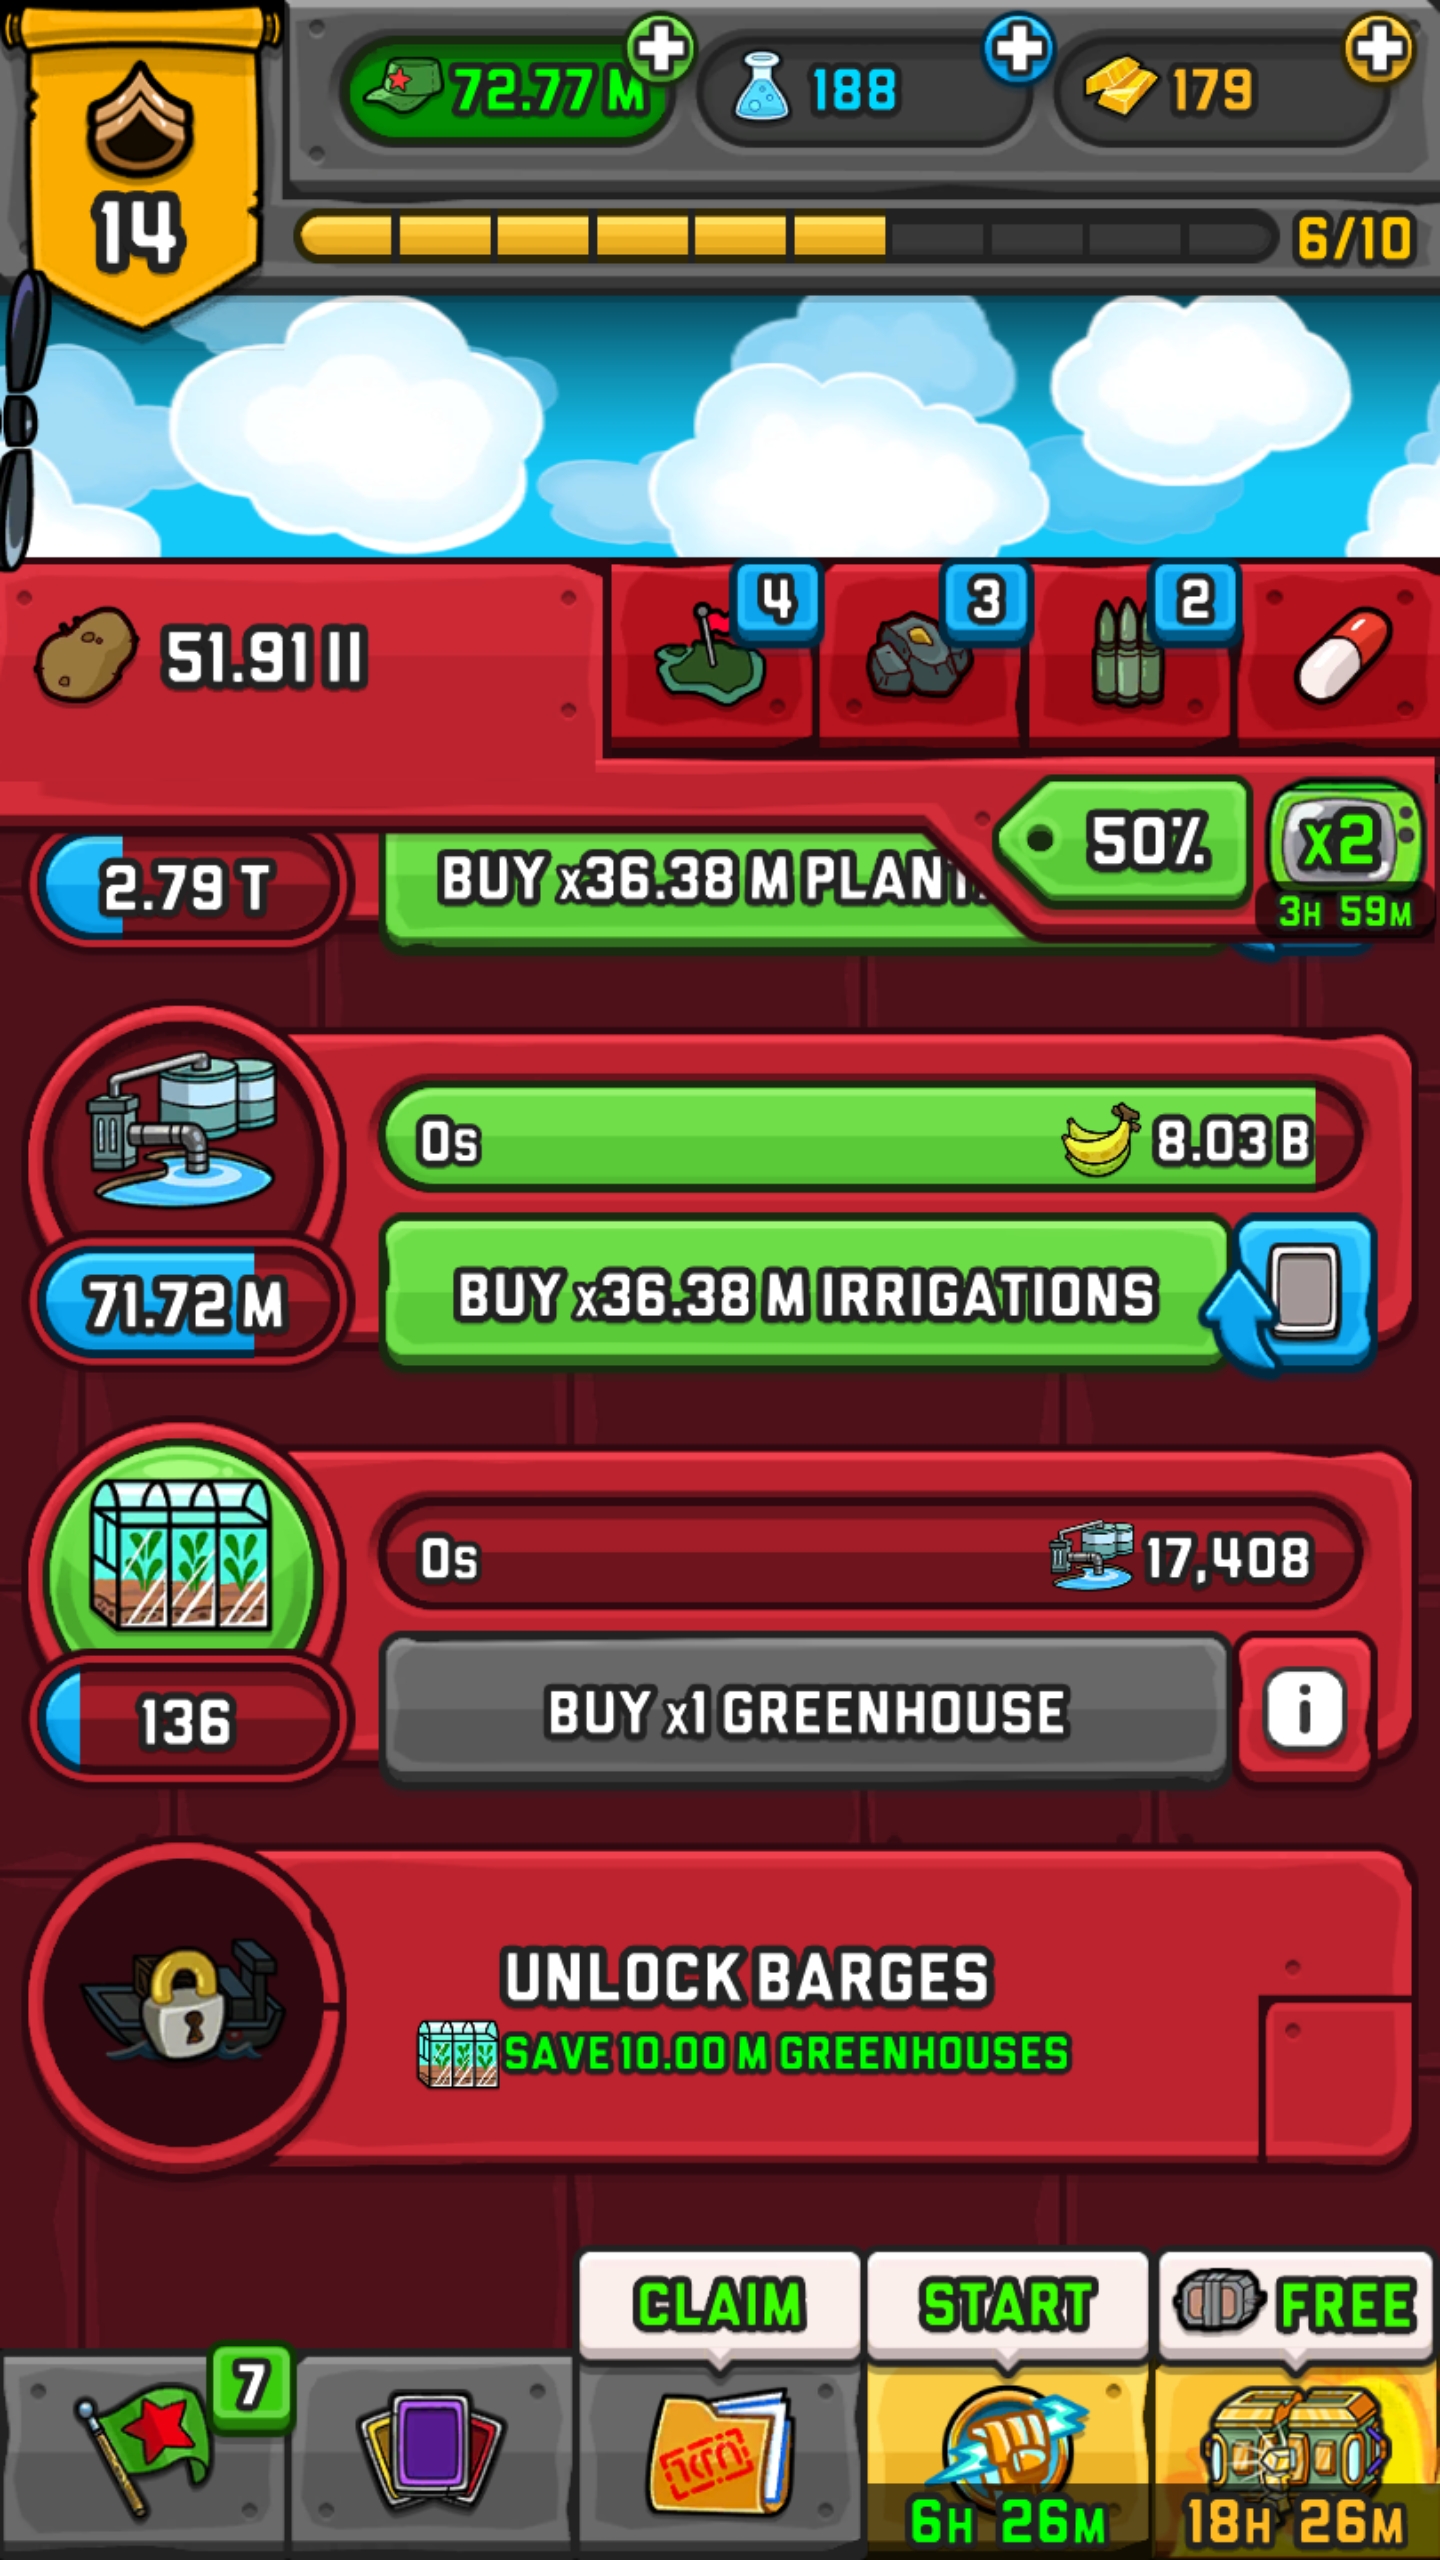 72.77 M
188
179
14
6/10
4
3
2
51.91 II
50%
x2
3H 59M
2.79 T
BUY x36.38 M PLANT
0s
8.03 B
71.72 M
BUY x36.38 M IRRIGATIONS
0s
17,408
136
BUY x1 GREENHOUSE
i
UNLOCK BARGES
SAVE 10.00 M GREENHOUSES
CLAIM
START
FREE
7
6H 26M
18H 26M